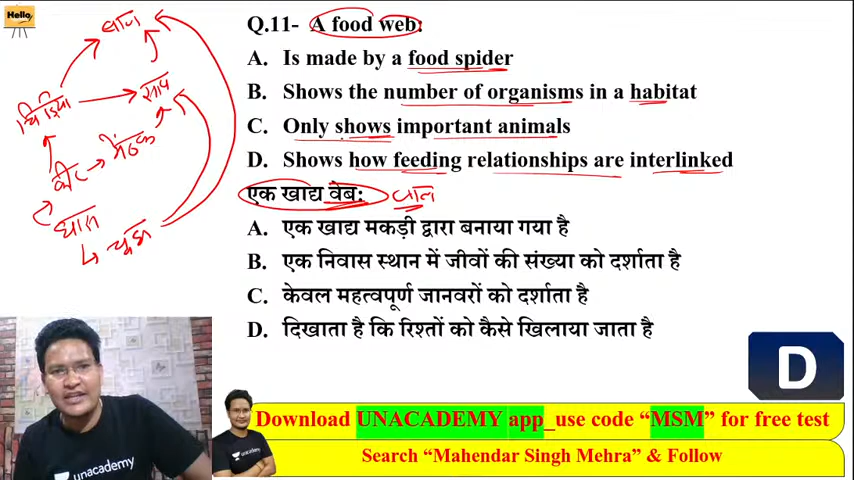 Hello,
Q.11- A food web:
A. Is made by a food spider
B. Shows the number of organisms in a habitat
C. Only shows important animals
D. Shows how feeding relationships are interlinked
एक खाद्य वेब: जाल
A. एक खाद्य मकड़ी द्वारा बनाया गया है
B. एक निवास स्थान में जीवों की संख्या को दर्शाता है
C. केवल महत्वपूर्ण जानवरों को दर्शाता है
D. दिखाता है कि रिश्तों को कैसे खिलाया जाता है
चिड़िया
साप
मेंढक
कीट
घास
चूहा
D
unacademy
unacademy
Download UNACADEMY app_use code “MSM” for free test
Search “Mahendar Singh Mehra” & Follow